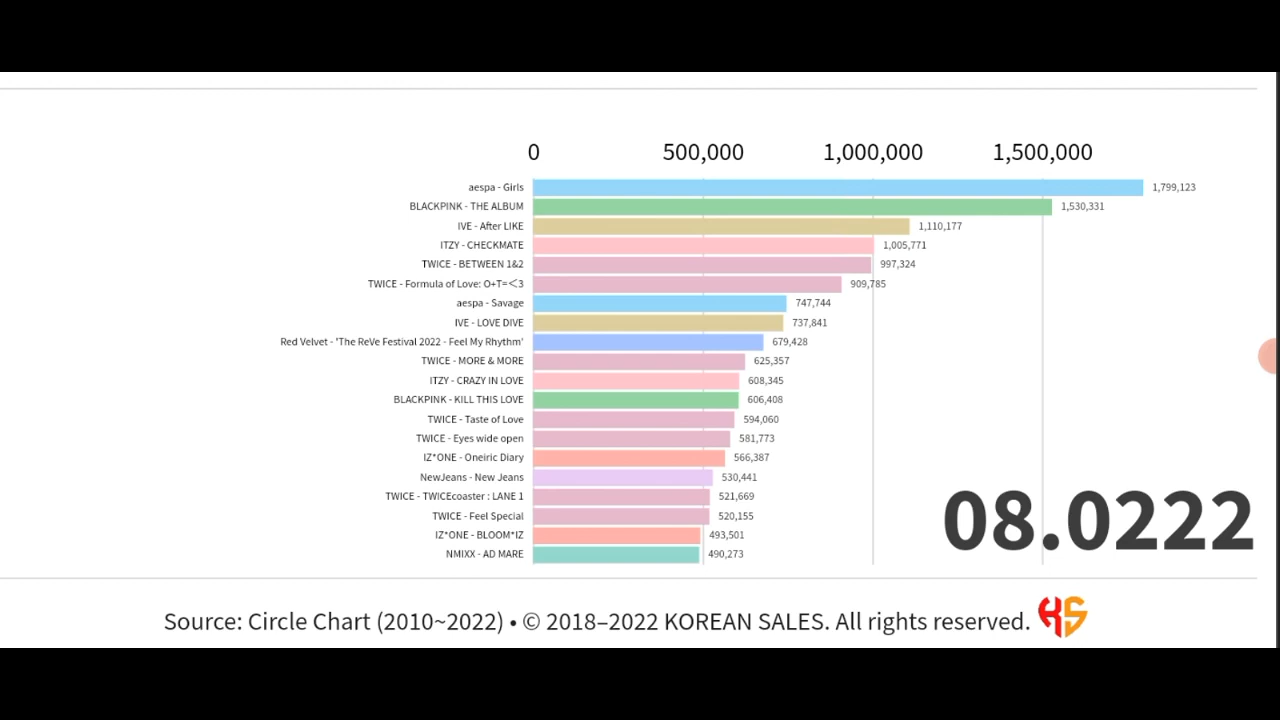 0 500,000 1,000,000 1,500,000
aespa - Girls 1,799,123
BLACKPINK - THE ALBUM 1,530,331
IVE - After LIKE 1,110,177
ITZY - CHECKMATE 1,005,771
TWICE - BETWEEN 1&2 997,324
TWICE - Formula of Love: O+T=<3 909,785
aespa - Savage 747,744
IVE - LOVE DIVE 737,841
Red Velvet - 'The ReVe Festival 2022 - Feel My Rhythm' 679,428
TWICE - MORE & MORE 625,357
ITZY - CRAZY IN LOVE 608,345
BLACKPINK - KILL THIS LOVE 606,408
TWICE - Taste of Love 594,060
TWICE - Eyes wide open 581,773
IZ*ONE - Oneiric Diary 566,387
NewJeans - New Jeans 530,441
TWICE - TWICEcoaster : LANE 1 521,669
TWICE - Feel Special 520,155
IZ*ONE - BLOOM*IZ 493,501
NMIXX - AD MARE 490,273
08.0222
Source: Circle Chart (2010~2022) • © 2018–2022 KOREAN SALES. All rights reserved. KS